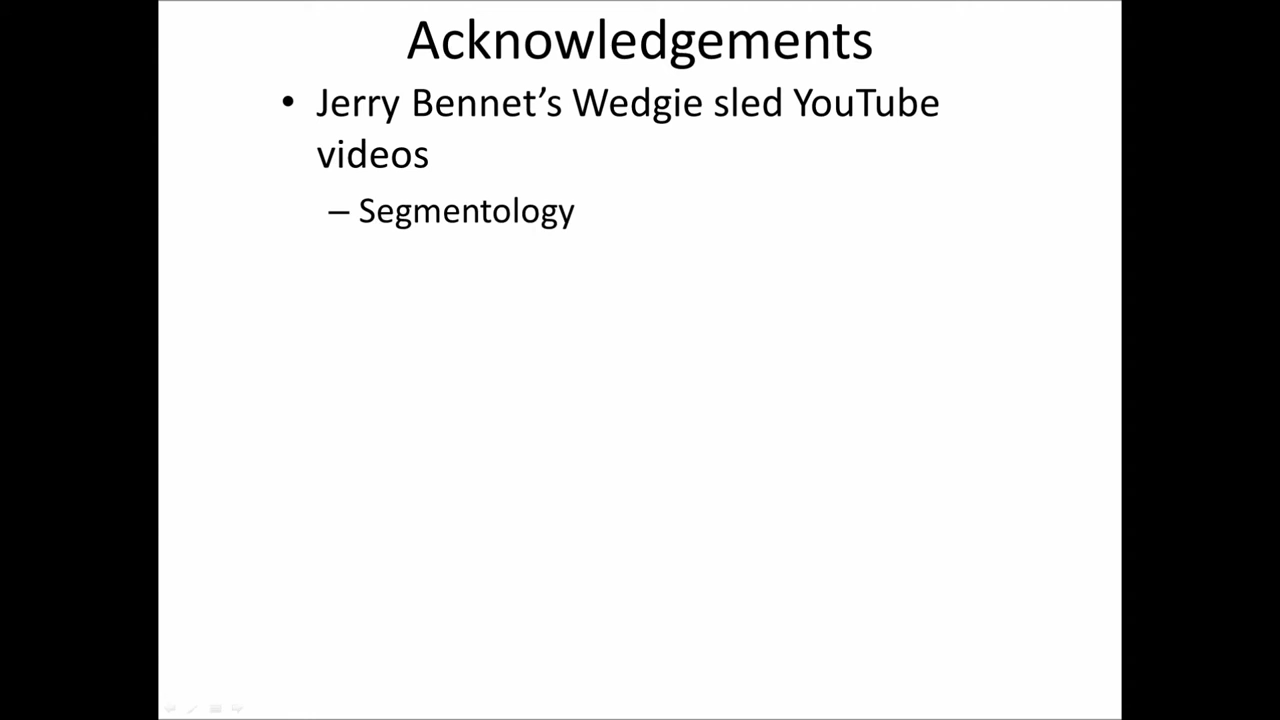 Acknowledgements
• Jerry Bennet’s Wedgie sled YouTube
videos
– Segmentology